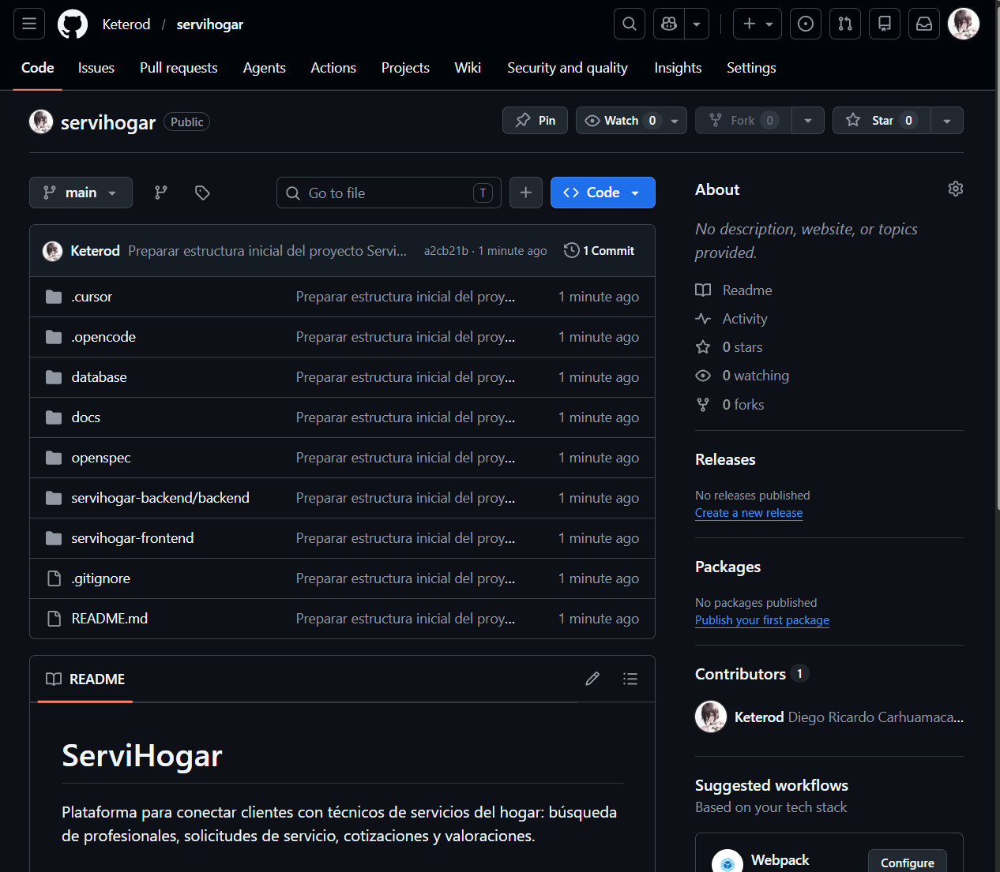 Keterod / servihogar
Code Issues Pull requests Agents Actions Projects Wiki Security and quality Insights Settings
servihogar Public
Pin Watch 0 Fork 0 Star 0
main Go to file T Code
Keterod Preparar estructura inicial del proyecto Servi... a2cb21b · 1 minute ago 1 Commit
.cursor Preparar estructura inicial del proy... 1 minute ago
.opencode Preparar estructura inicial del proy... 1 minute ago
database Preparar estructura inicial del proy... 1 minute ago
docs Preparar estructura inicial del proy... 1 minute ago
openspec Preparar estructura inicial del proy... 1 minute ago
servihogar-backend/backend Preparar estructura inicial del proy... 1 minute ago
servihogar-frontend Preparar estructura inicial del proy... 1 minute ago
.gitignore Preparar estructura inicial del proy... 1 minute ago
README.md Preparar estructura inicial del proy... 1 minute ago
README
ServiHogar
Plataforma para conectar clientes con técnicos de servicios del hogar: búsqueda
de profesionales, solicitudes de servicio, cotizaciones y valoraciones.
About
No description, website, or topics
provided.
Readme
Activity
0 stars
0 watching
0 forks
Releases
No releases published
Create a new release
Packages
No packages published
Publish your first package
Contributors 1
Keterod Diego Ricardo Carhuamaca...
Suggested workflows
Based on your tech stack
Webpack Configure